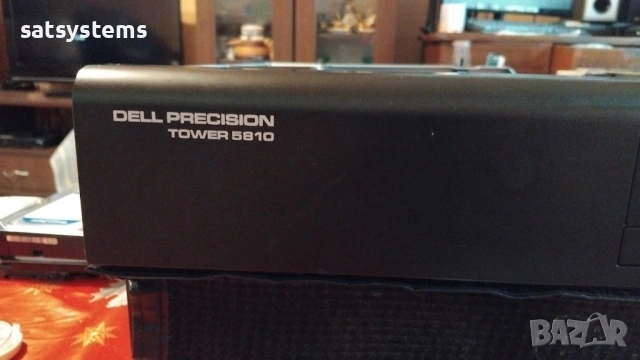 satsystems
DELL PRECISION
TOWER 5810
BAZAR